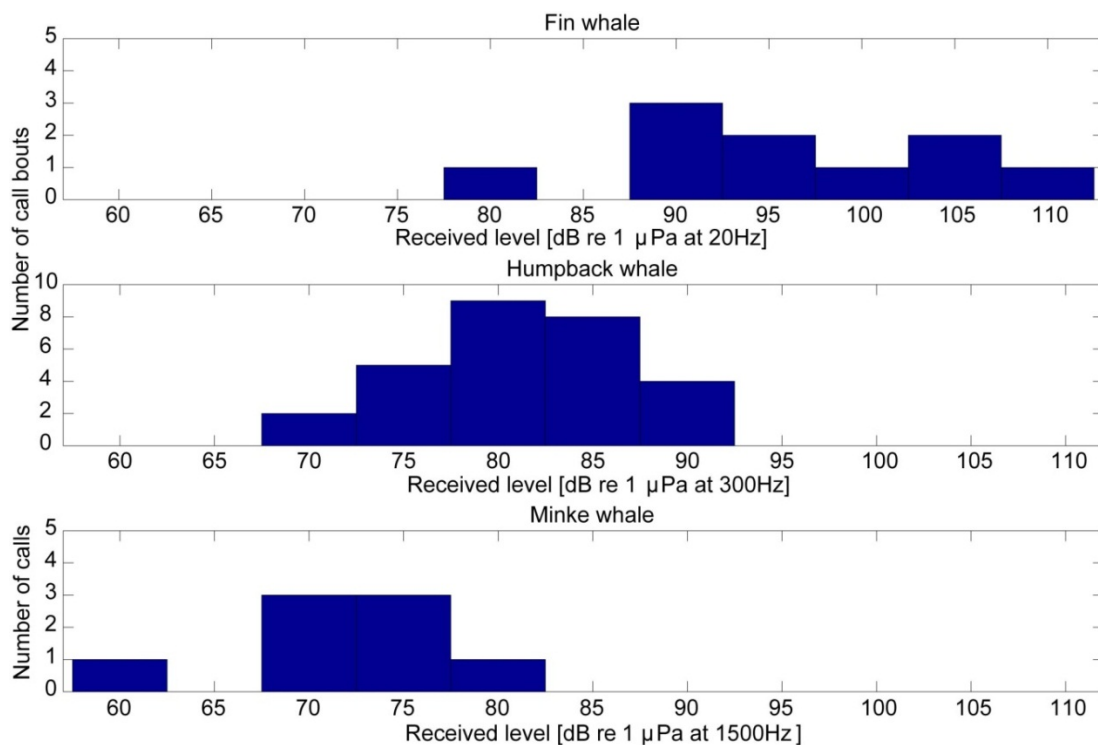 Fin whale
5
4
3
2
1
0
60 65 70 75 80 85 90 95 100 105 110
Received level [dB re 1 µPa at 20Hz]
Number of call bouts
Humpback whale
10
8
6
4
2
0
60 65 70 75 80 85 90 95 100 105 110
Received level [dB re 1 µPa at 300Hz]
Minke whale
Number of calls
5
4
3
2
1
0
60 65 70 75 80 85 90 95 100 105 110
Received level [dB re 1 µPa at 1500Hz]